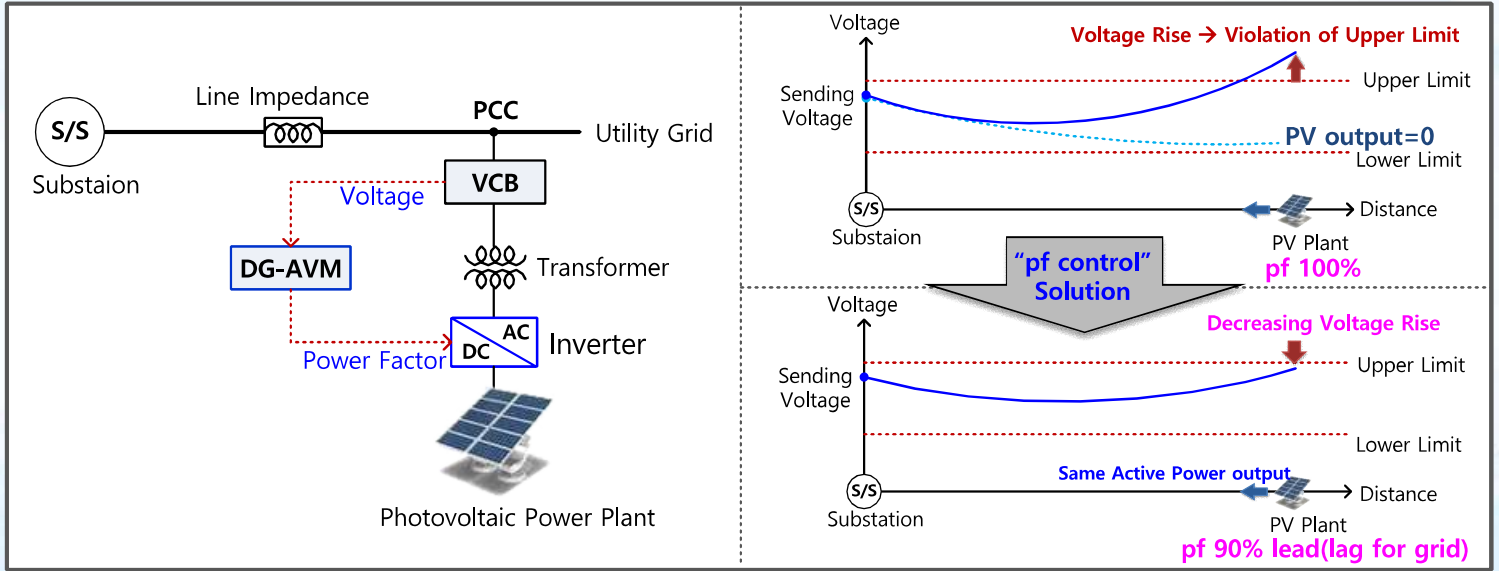 Line Impedance
S/S
PCC
Utility Grid
Substaion
VCB
Voltage
DG-AVM
Transformer
AC
DC
Inverter
Power Factor
Photovoltaic Power Plant
Voltage
Voltage Rise → Violation of Upper Limit
Upper Limit
Sending
Voltage
PV output=0
Lower Limit
S/S
Distance
Substaion
PV Plant
pf 100%
“pf control”
Solution
Voltage
Decreasing Voltage Rise
Upper Limit
Sending
Voltage
Lower Limit
Same Active Power output
S/S
Distance
Substation
PV Plant
pf 90% lead(lag for grid)